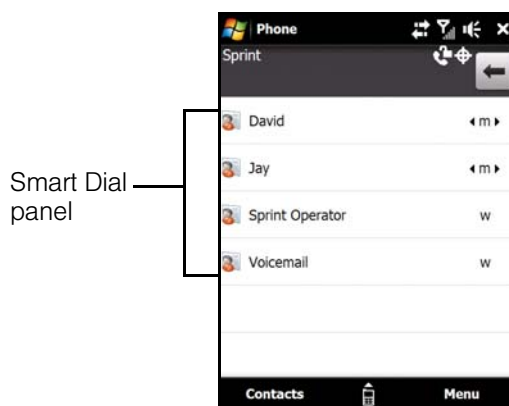 Phone
Sprint
David m
Jay m
Sprint Operator w
Voicemail w
Smart Dial
panel
Contacts Menu